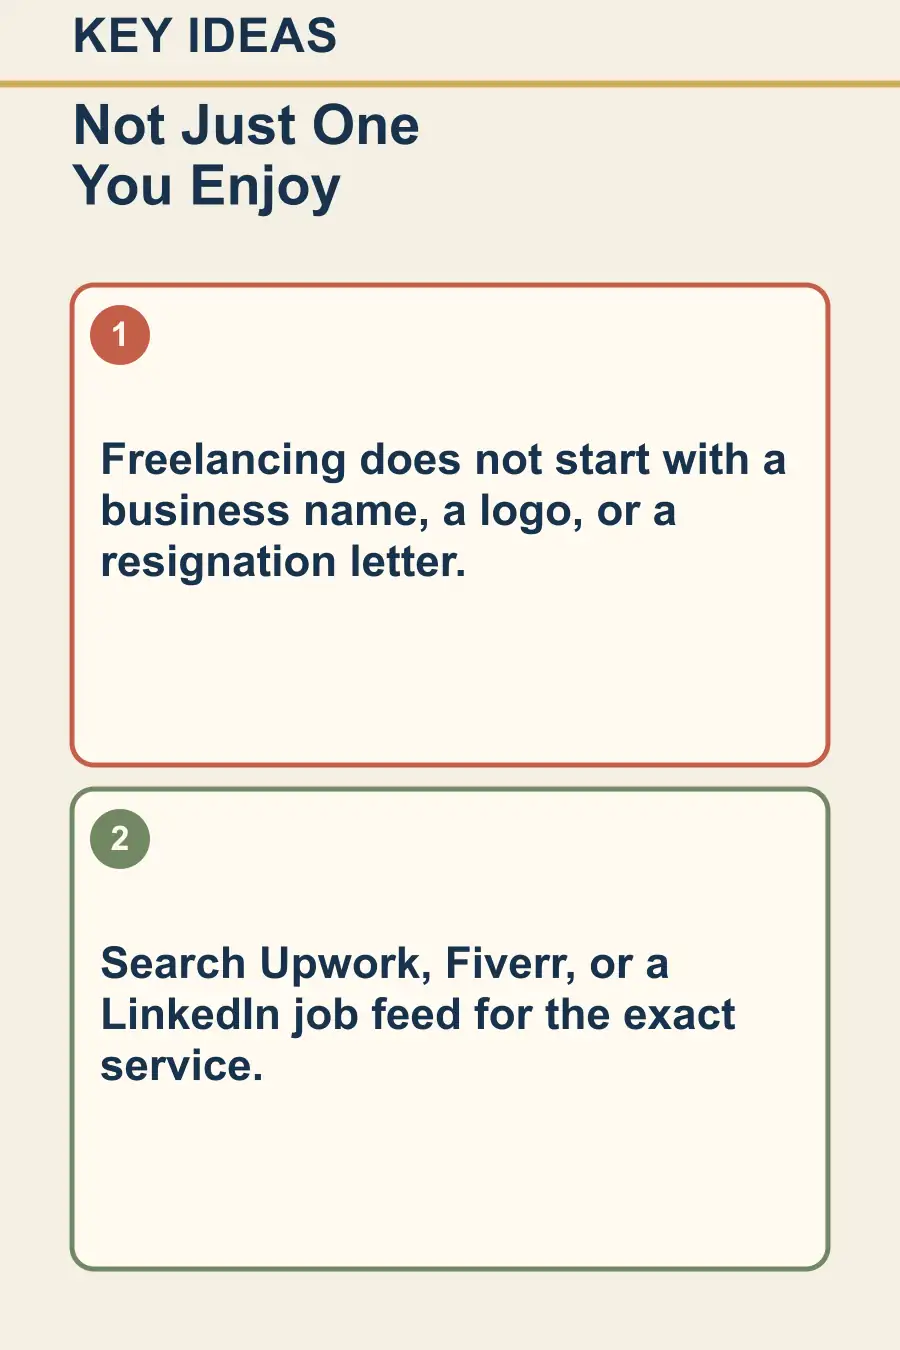 KEY IDEAS
Not Just One
You Enjoy
1
Freelancing does not start with a
business name, a logo, or a
resignation letter.
2
Search Upwork, Fiverr, or a
LinkedIn job feed for the exact
service.